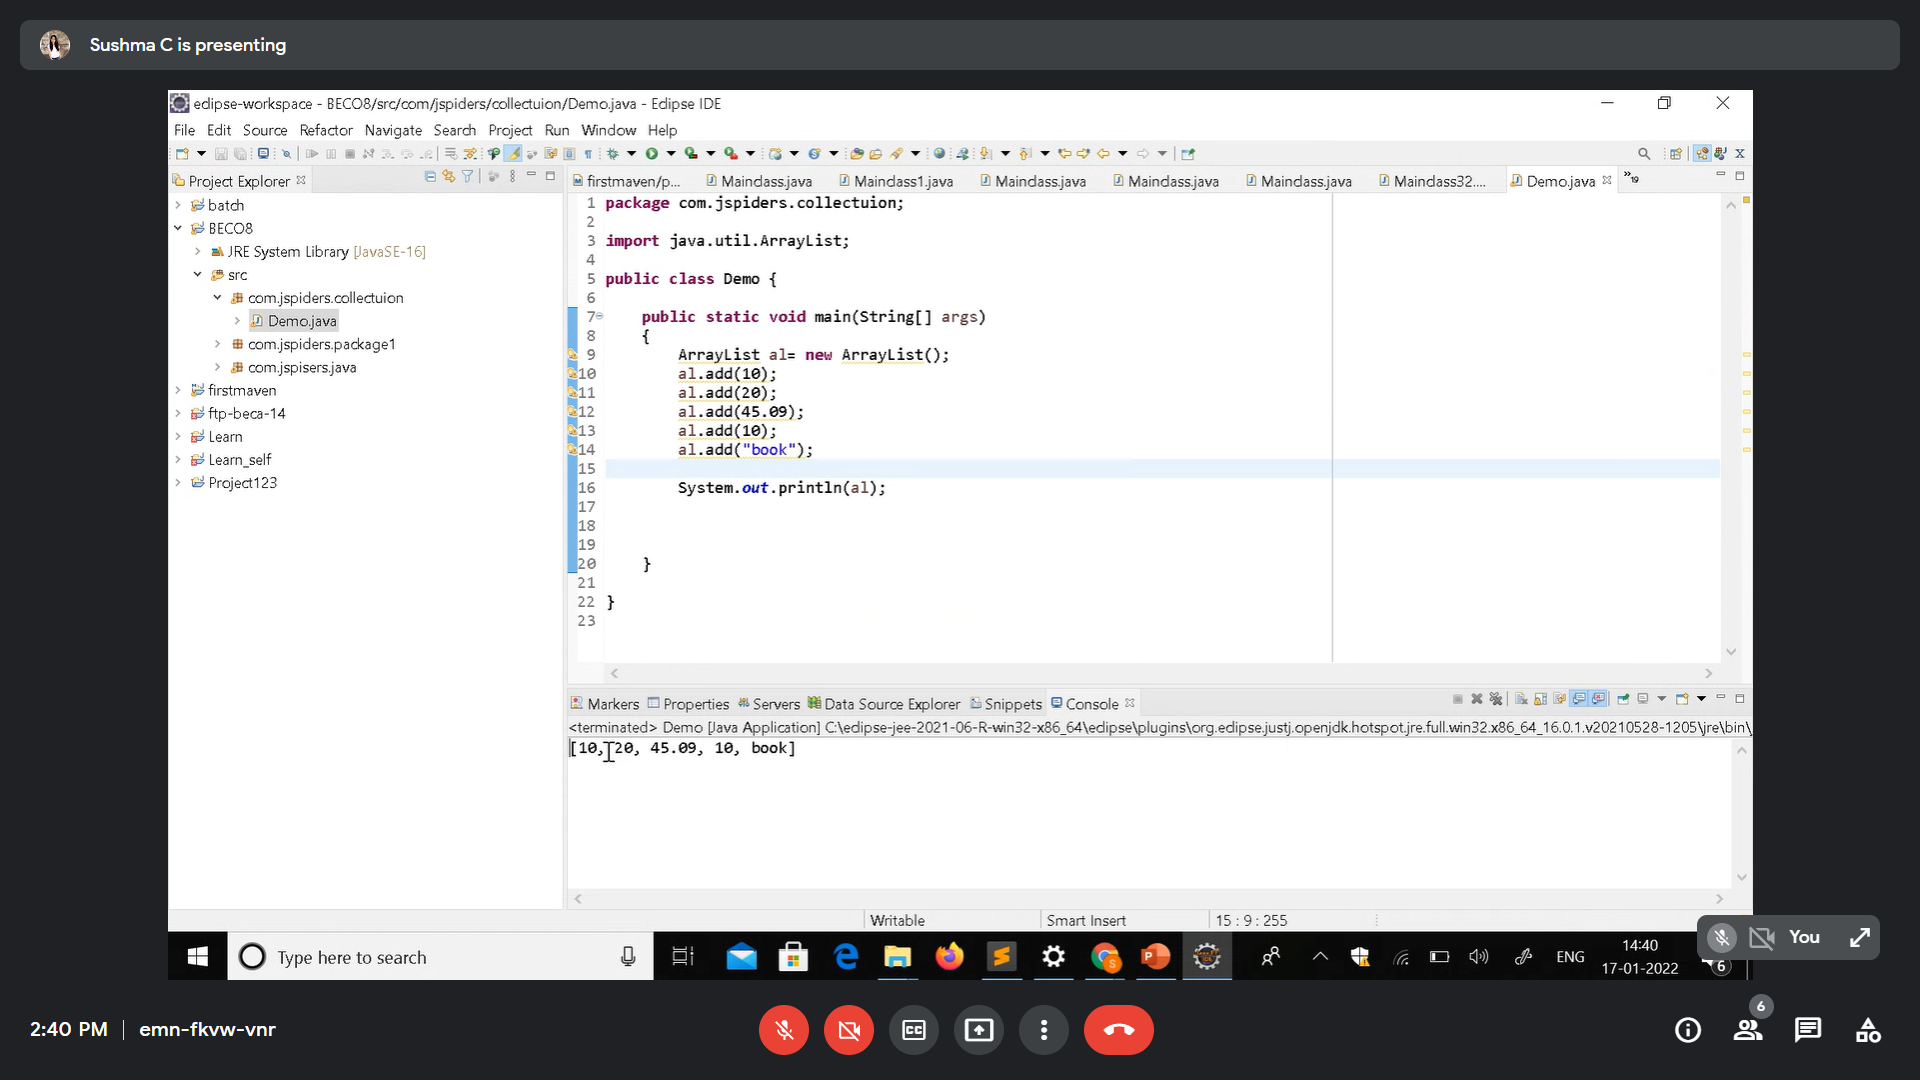 Sushma C is presenting
eclipse-workspace - BECO8/src/com/jspiders/collectuion/Demo.java - Eclipse IDE
File Edit Source Refactor Navigate Search Project Run Window Help
Project Explorer
firstmaven/p... Mainclass.java Mainclass1.java Mainclass.java Mainclass.java Mainclass.java Mainclass32.... Demo.java »19
batch
BECO8
JRE System Library [JavaSE-16]
src
com.jspiders.collectuion
Demo.java
com.jspiders.package1
com.jspisers.java
firstmaven
ftp-beca-14
Learn
Learn_self
Project123
1 package com.jspiders.collectuion;
2
3 import java.util.ArrayList;
4
5 public class Demo {
6
7 public static void main(String[] args)
8 {
9 ArrayList al= new ArrayList();
10 al.add(10);
11 al.add(20);
12 al.add(45.09);
13 al.add(10);
14 al.add("book");
15
16 System.out.println(al);
17
18
19
20 }
21
22 }
23
Markers Properties Servers Data Source Explorer Snippets Console
<terminated> Demo [Java Application] C:\eclipse-jee-2021-06-R-win32-x86_64\eclipse\plugins\org.eclipse.justj.openjdk.hotspot.jre.full.win32.x86_64_16.0.1.v20210528-1205\jre\bin\
[10, 20, 45.09, 10, book]
Writable Smart Insert 15 : 9 : 255
Type here to search
ENG
14:40
17-01-2022
6
You
2:40 PM | emn-fkvw-vnr
CC
6